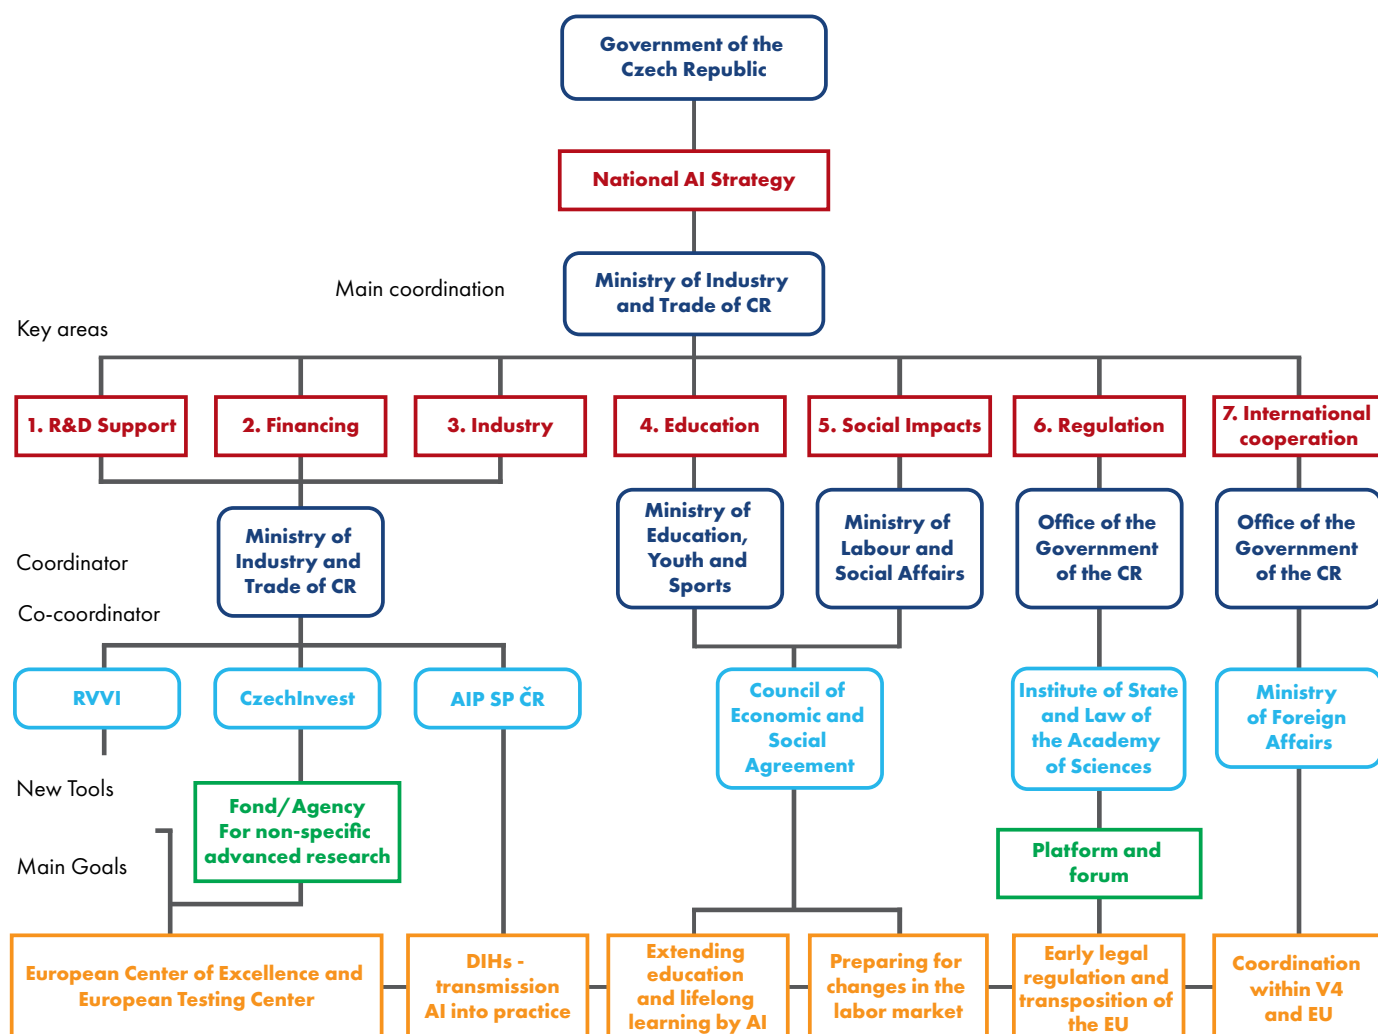 Government of the
Czech Republic
National AI Strategy
Main coordination
Ministry of Industry
and Trade of CR
Key areas
1. R&D Support
2. Financing
3. Industry
4. Education
5. Social Impacts
6. Regulation
7. International
cooperation
Coordinator
Ministry of
Industry and
Trade of CR
Ministry of
Education,
Youth and
Sports
Ministry of
Labour and
Social Affairs
Office of the
Government
of the CR
Office of the
Government
of the CR
Co-coordinator
RVVI
CzechInvest
AIP SP ČR
Council of
Economic and
Social
Agreement
Institute of State
and Law of
the Academy
of Sciences
Ministry
of Foreign
Affairs
New Tools
Fond/Agency
For non-specific
advanced research
Platform and
forum
Main Goals
European Center of Excellence and
European Testing Center
DIHs -
transmission
AI into practice
Extending
education
and lifelong
learning by AI
Preparing for
changes in the
labor market
Early legal
regulation and
transposition of
the EU
Coordination
within V4
and EU